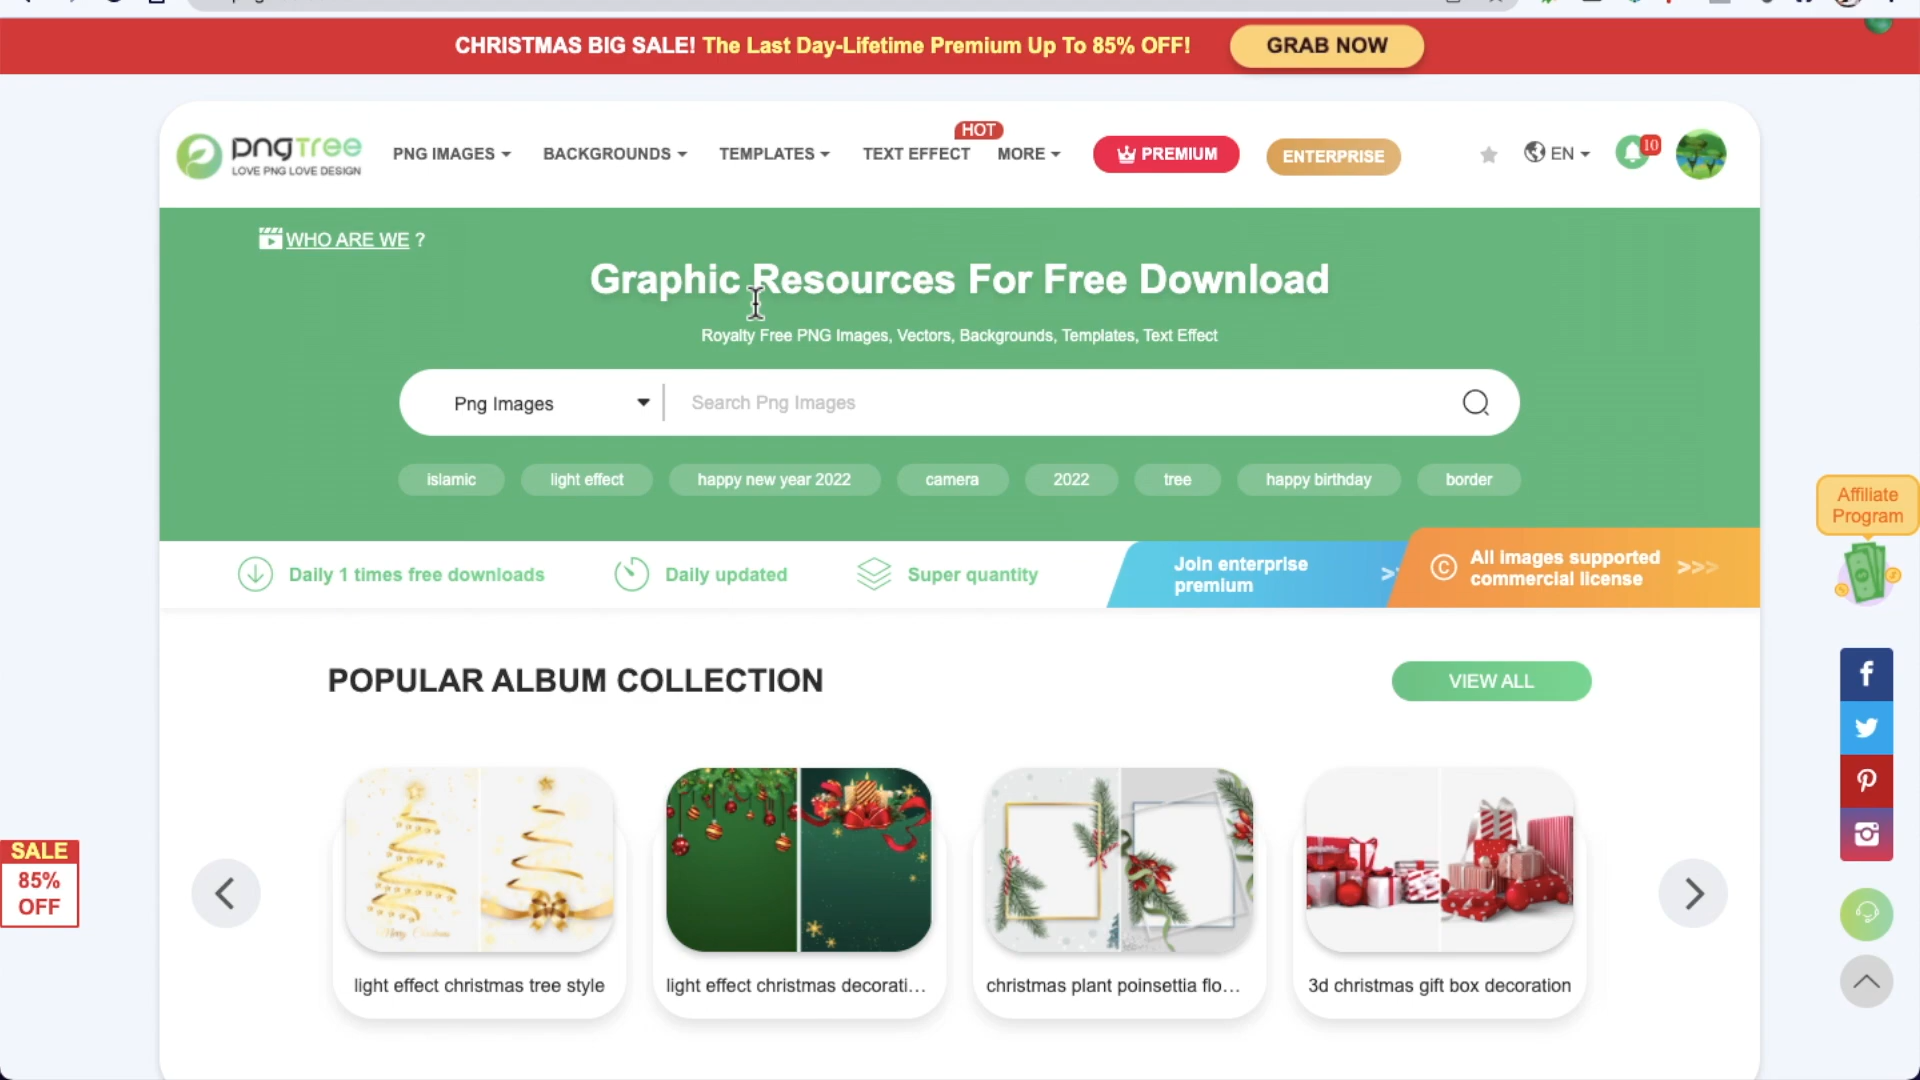 CHRISTMAS BIG SALE! The Last Day-Lifetime Premium Up To 85% OFF!
GRAB NOW
pngtree
LOVE PNG LOVE DESIGN
PNG IMAGES
BACKGROUNDS
TEMPLATES
TEXT EFFECT
HOT
MORE
PREMIUM
ENTERPRISE
EN
10
WHO ARE WE ?
Graphic Resources For Free Download
Royalty Free PNG Images, Vectors, Backgrounds, Templates, Text Effect
Png Images
Search Png Images
islamic
light effect
happy new year 2022
camera
2022
tree
happy birthday
border
Affiliate
Program
Daily 1 times free downloads
Daily updated
Super quantity
Join enterprise
premium
All images supported
commercial license
>>>
POPULAR ALBUM COLLECTION
VIEW ALL
SALE
85%
OFF
Merry Christmas
light effect christmas tree style
light effect christmas decorati...
christmas plant poinsettia flo...
3d christmas gift box decoration